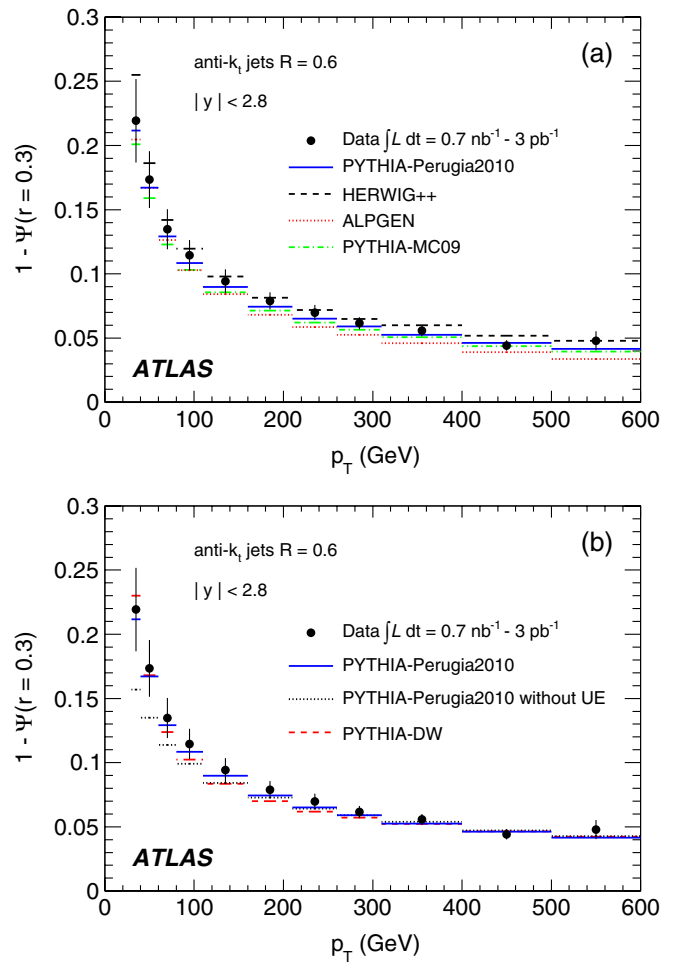 (a)
anti-kt jets R = 0.6
| y | < 2.8
Data ∫L dt = 0.7 nb-1 - 3 pb-1
PYTHIA-Perugia2010
HERWIG++
ALPGEN
PYTHIA-MC09
ATLAS
1 - Ψ(r = 0.3)
0.3
0.25
0.2
0.15
0.1
0.05
0
0 100 200 300 400 500 600
pT (GeV)
(b)
anti-kt jets R = 0.6
| y | < 2.8
Data ∫L dt = 0.7 nb-1 - 3 pb-1
PYTHIA-Perugia2010
PYTHIA-Perugia2010 without UE
PYTHIA-DW
ATLAS
1 - Ψ(r = 0.3)
0.3
0.25
0.2
0.15
0.1
0.05
0
0 100 200 300 400 500 600
pT (GeV)